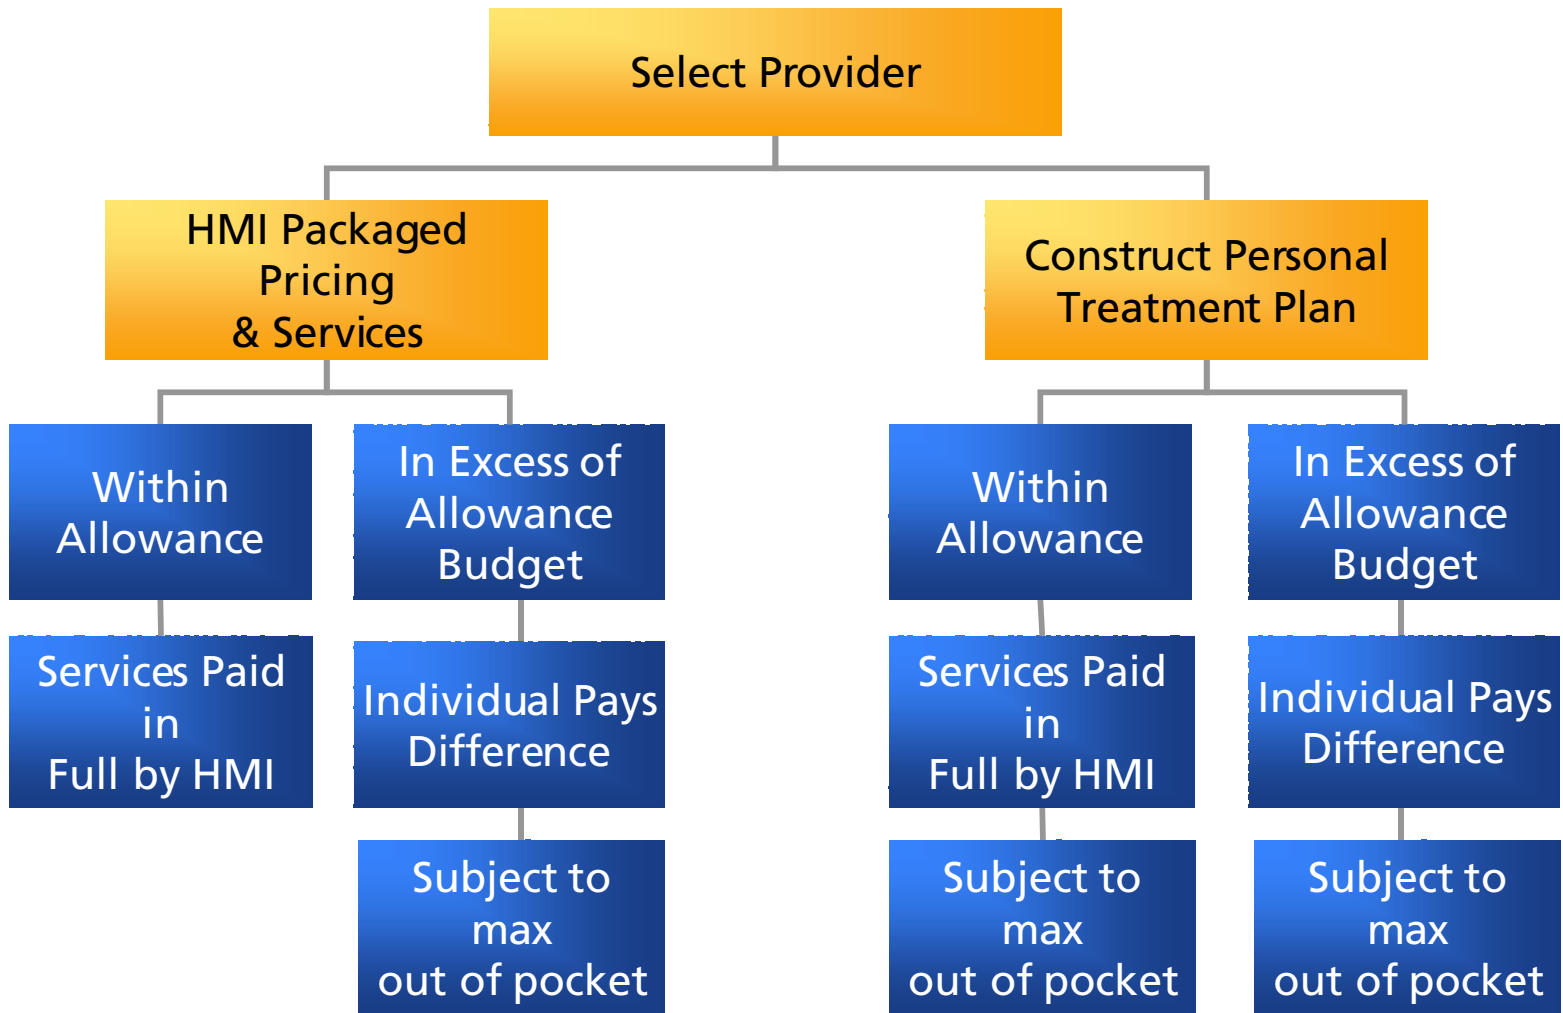 Select Provider
HMI Packaged
Pricing
& Services
Construct Personal
Treatment Plan
Within
Allowance
In Excess of
Allowance
Budget
Within
Allowance
In Excess of
Allowance
Budget
Services Paid
in
Full by HMI
Individual Pays
Difference
Services Paid
in
Full by HMI
Individual Pays
Difference
Subject to
max
out of pocket
Subject to
max
out of pocket
Subject to
max
out of pocket